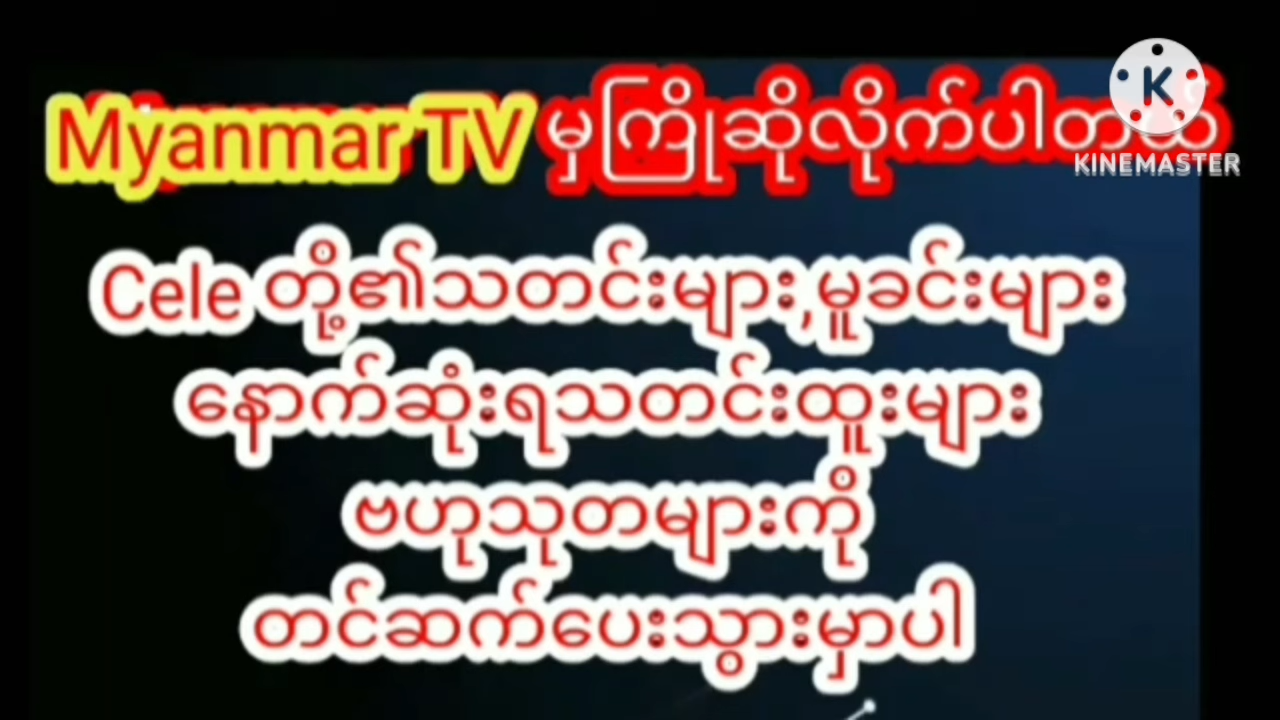 Myanmar TV မှကြိုဆိုလိုက်ပါတယ်
KINEMASTER
Cele တို့၏သတင်းများ,မူခင်းများ
နောက်ဆုံးရသတင်းထူးများ
ဗဟုသုတများကို
တင်ဆက်ပေးသွားမှာပါ